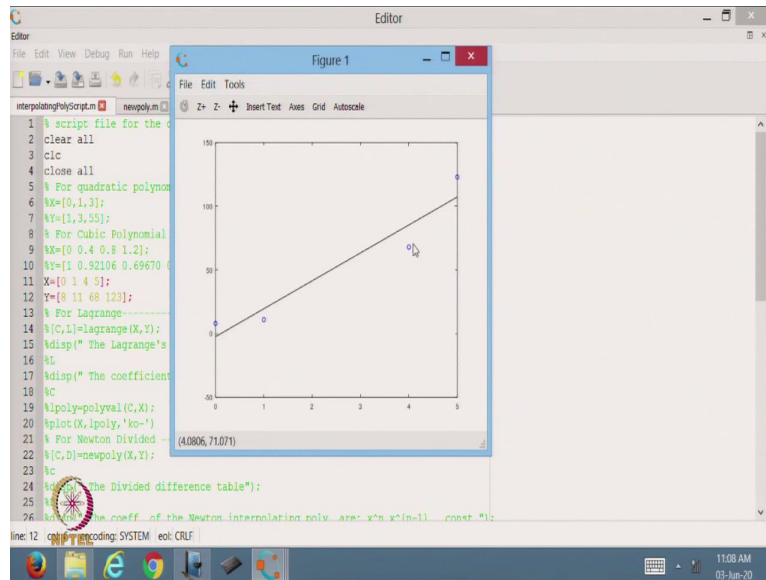 Editor
Editor
File Edit View Debug Run Help
interpolatingPolyScript.m newpoly.m
1 % script file for the
2 clear all
3 clc
4 close all
5 % For quadratic polynom
6 %X=[0,1,3];
7 %Y=[1,3,55];
8 % For Cubic Polynomial
9 %X=[0 0.4 0.8 1.2];
10 %Y=[1 0.92106 0.69670
11 X=[0 1 4 5];
12 Y=[8 11 68 123];
13 % For Lagrange--------
14 %[C,L]=lagrange(X,Y);
15 %disp(" The Lagrange's
16 %L
17 %disp(" The coefficient
18 %C
19 %lpoly=polyval(C,X);
20 %plot(X,lpoly,'ko-')
21 % For Newton Divided --
22 %[C,D]=newpoly(X,Y);
23 %c
24 The Divided difference table");
25
26 the coeff of the Newton interpolating poly are: x^n x^(n-1) const ");
line: 12 encoding: SYSTEM eol: CRLF
Figure 1
File Edit Tools
Z+ Z- Insert Text Axes Grid Autoscale
150
100
50
0
-50
0 1 2 3 4 5
(4.0806, 71.071)
NPTEL
11:08 AM
03-Jun-20